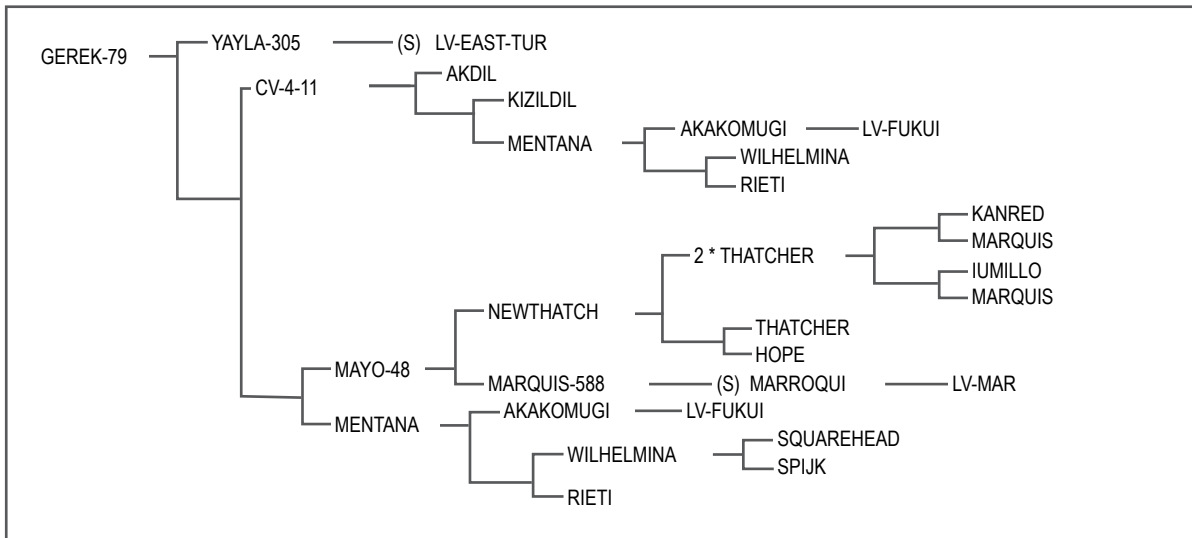 YAYLA-305 (S) LV-EAST-TUR
GEREK-79
AKDIL
CV-4-11
KIZILDIL
AKAKOMUGI LV-FUKUI
MENTANA
WILHELMINA
RIETI
KANRED
MARQUIS
2 * THATCHER
IUMILLO
MARQUIS
NEWTHATCH
THATCHER
HOPE
MAYO-48
MARQUIS-588 (S) MARROQUI LV-MAR
AKAKOMUGI LV-FUKUI
MENTANA
SQUAREHEAD
WILHELMINA
SPIJK
RIETI